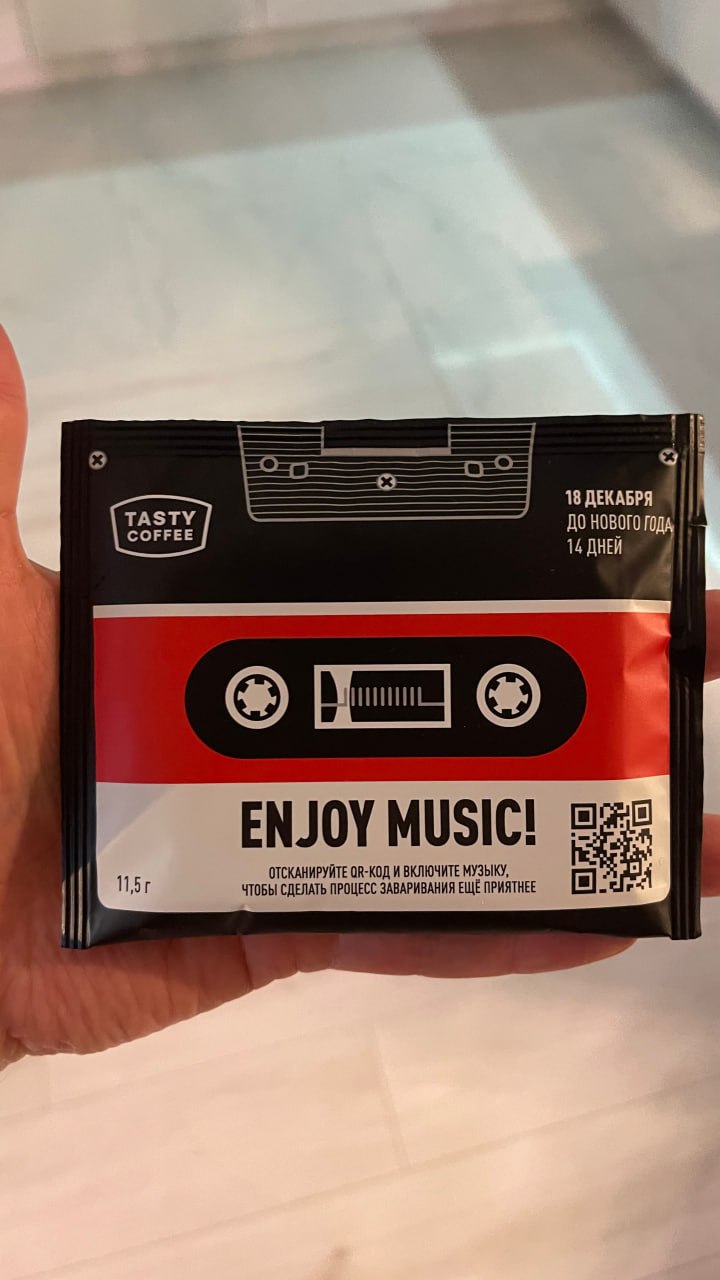 TASTY
COFFEE
18 ДЕКАБРЯ
ДО НОВОГО ГОДА
14 ДНЕЙ
ENJOY MUSIC!
11,5 г
ОТСКАНИРУЙТЕ QR-КОД И ВКЛЮЧИТЕ МУЗЫКУ,
ЧТОБЫ СДЕЛАТЬ ПРОЦЕСС ЗАВАРИВАНИЯ ЕЩЁ ПРИЯТНЕЕ